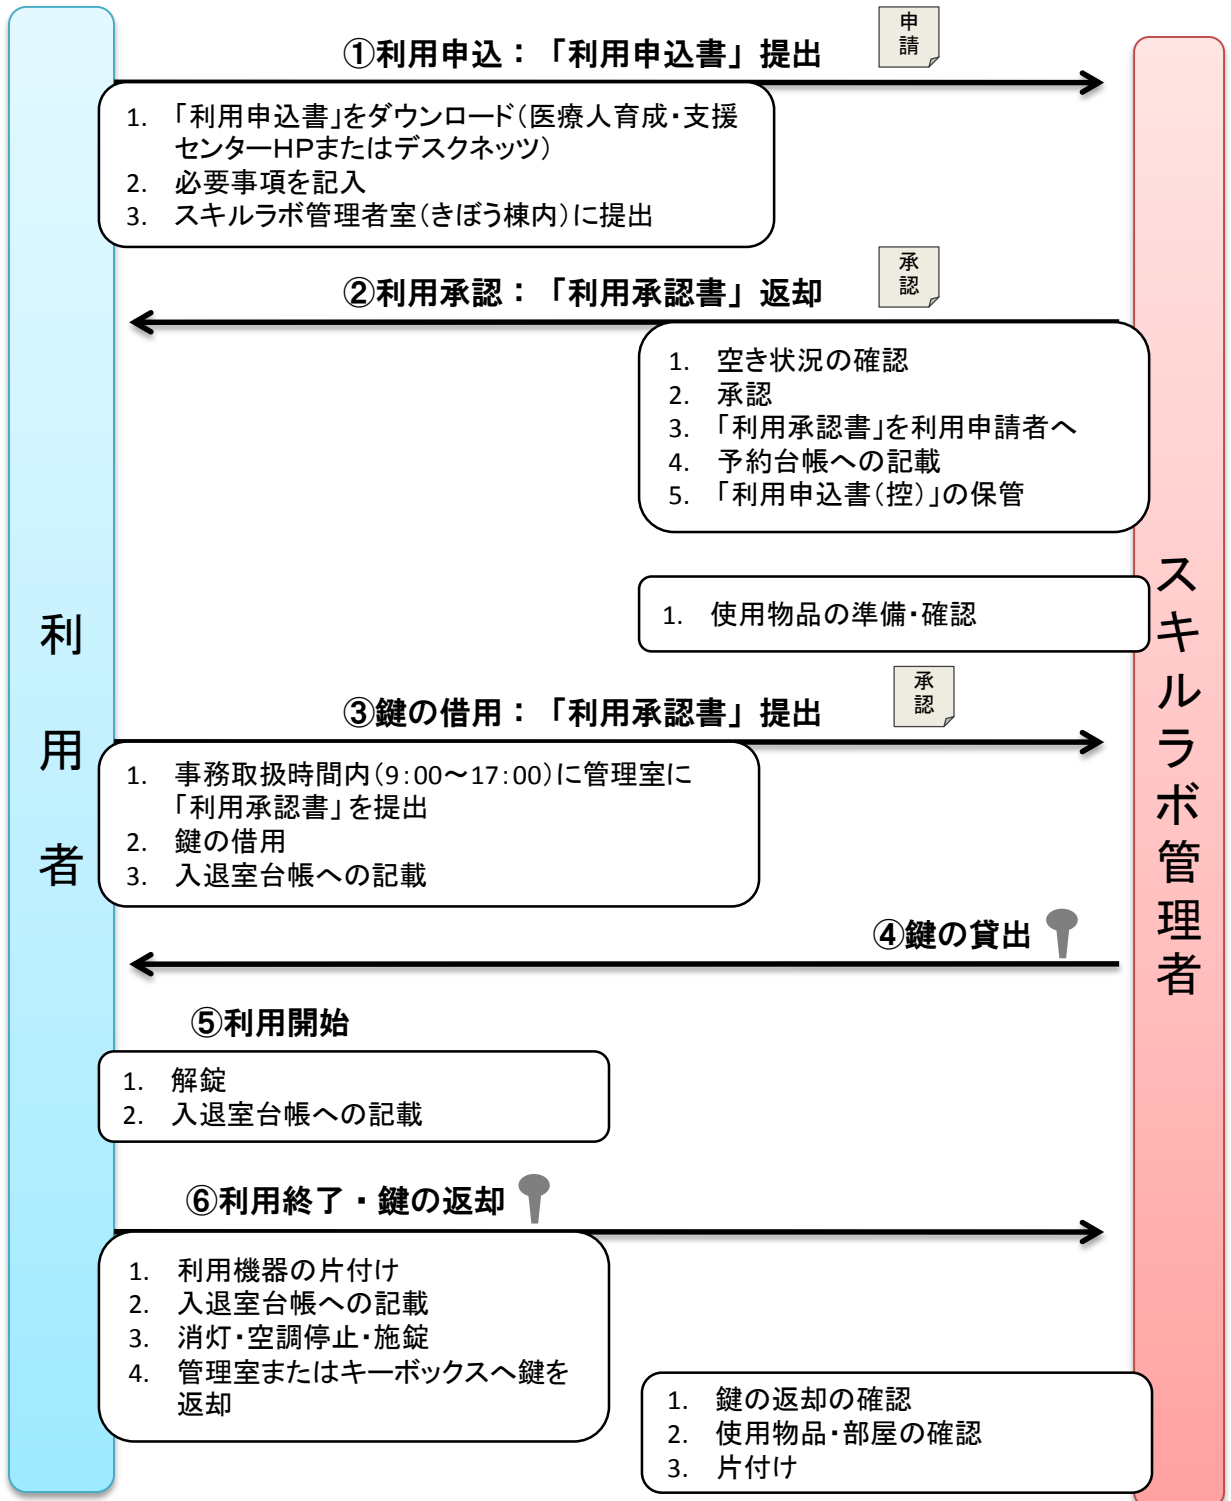 ①利用申込：「利用申込書」提出
申
請
1. 「利用申込書」をダウンロード（医療人育成・支援
センターHPまたはデスクネッツ）
2. 必要事項を記入
3. スキルラボ管理者室（きぼう棟内）に提出
②利用承認：「利用承認書」返却
承
認
1. 空き状況の確認
2. 承認
3. 「利用承認書」を利用申請者へ
4. 予約台帳への記載
5. 「利用申込書（控）」の保管
1. 使用物品の準備・確認
③鍵の借用：「利用承認書」提出
承
認
1. 事務取扱時間内（9：00～17：00）に管理室に
「利用承認書」を提出
2. 鍵の借用
3. 入退室台帳への記載
④鍵の貸出
⑤利用開始
1. 解錠
2. 入退室台帳への記載
⑥利用終了・鍵の返却
1. 利用機器の片付け
2. 入退室台帳への記載
3. 消灯・空調停止・施錠
4. 管理室またはキーボックスへ鍵を
返却
1. 鍵の返却の確認
2. 使用物品・部屋の確認
3. 片付け
利用者
スキルラボ管理者